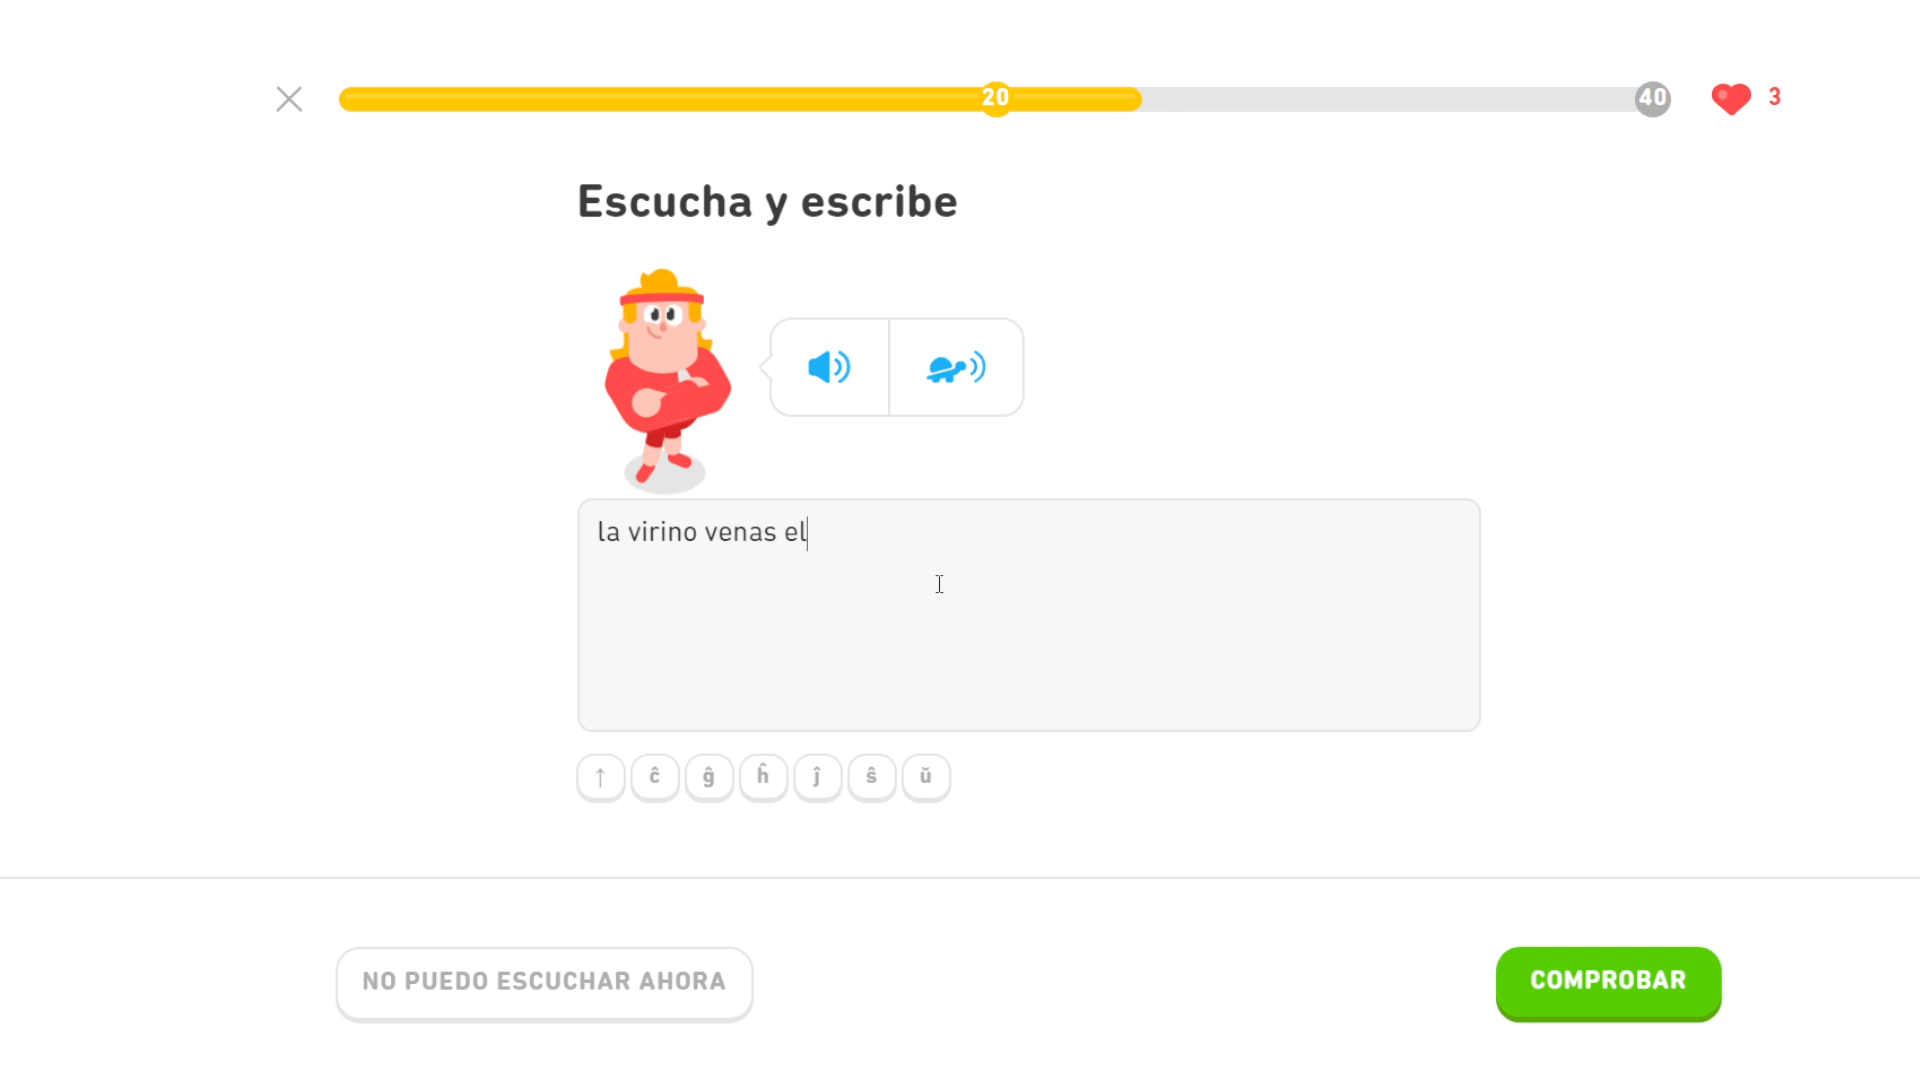 20
40
3
Escucha y escribe
la virino venas el
↑ ĉ ĝ ĥ ĵ ŝ ŭ
NO PUEDO ESCUCHAR AHORA
COMPROBAR